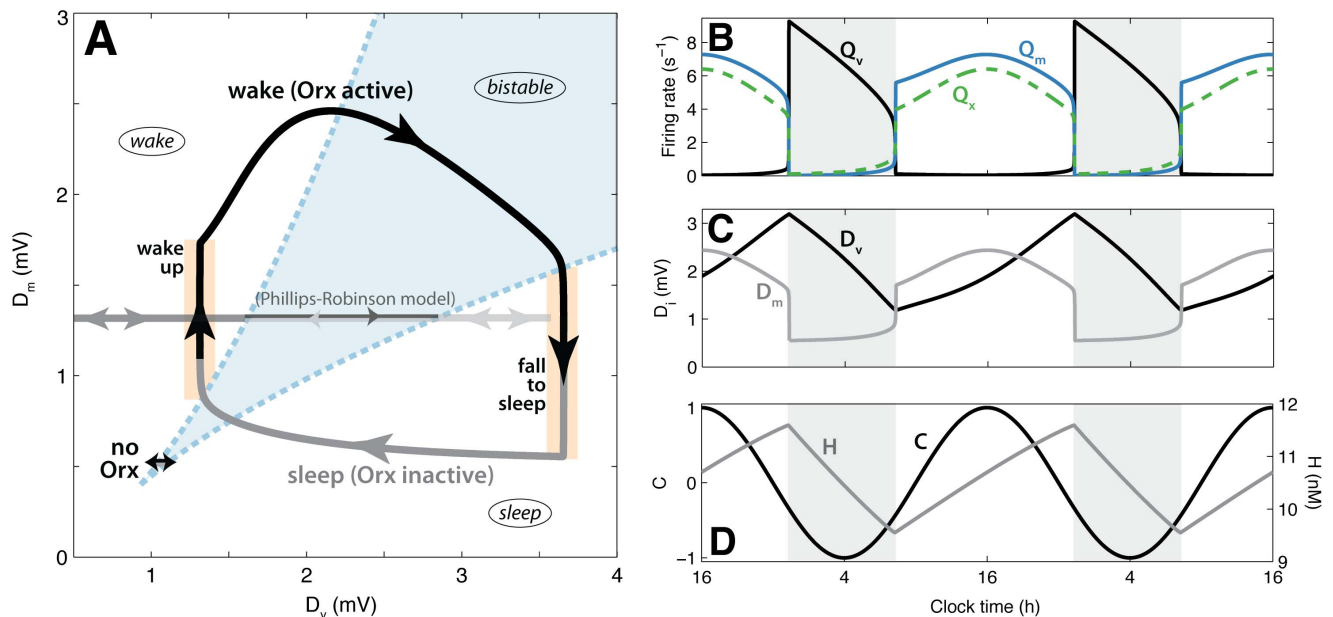 A
3
2
1
0
D_m (mV)
wake (Orx active)
bistable
wake
wake
up
(Phillips-Robinson model)
fall
to
sleep
no
Orx
sleep (Orx inactive)
sleep
1
2
3
4
D_v (mV)
B
8
6
4
2
0
Firing rate (s⁻¹)
Q_v
Q_m
Q_x
C
3
2
1
0
D_i (mV)
D_v
D_m
D
1
0
−1
C
H
C
12
11
10
9
H (nM)
16 4 16 4 16
Clock time (h)